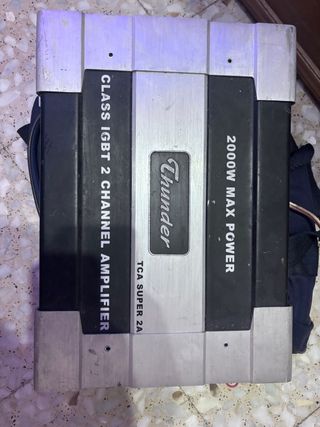 CLASS IGBT 2 CHANNEL AMPLIFIER
Thunder
TCA SUPER 2A
2000W MAX POWER